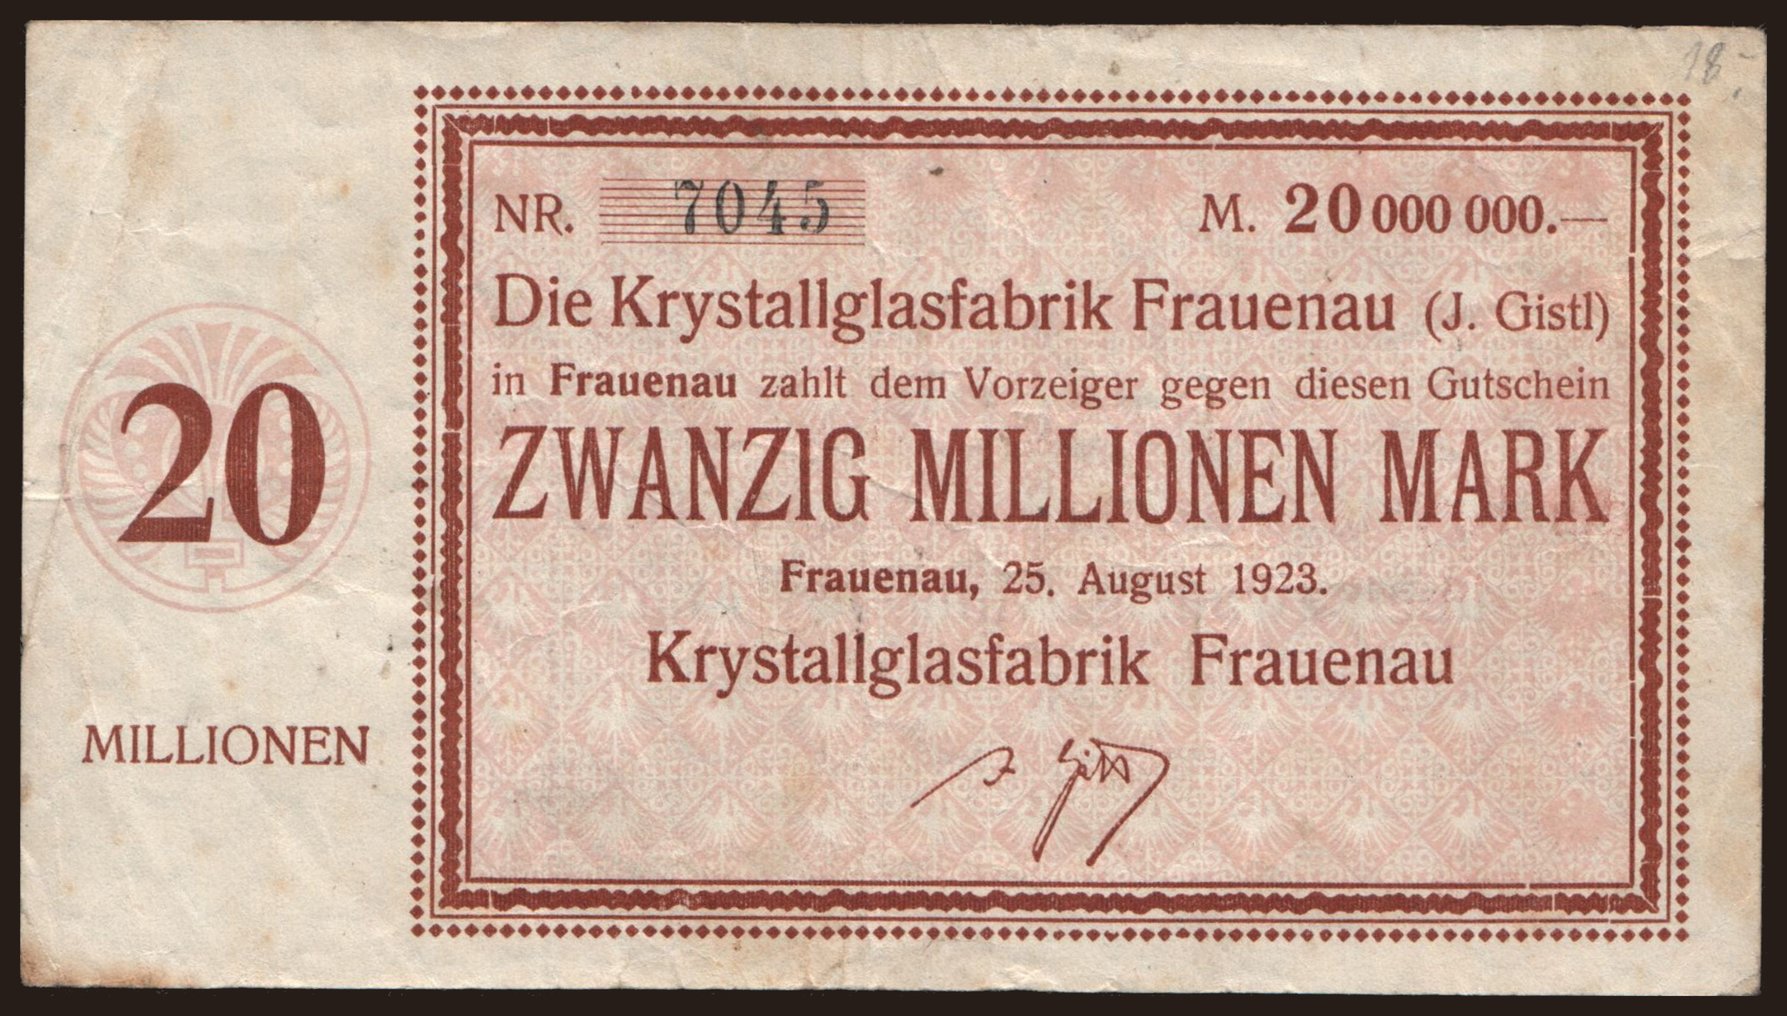 18.-
NR. 7045 M. 20 000 000.—
Die Krystallglasfabrik Frauenau (J. Gistl)
in Frauenau zahlt dem Vorzeiger gegen diesen Gutschein
ZWANZIG MILLIONEN MARK
Frauenau, 25. August 1923.
Krystallglasfabrik Frauenau
20
MILLIONEN